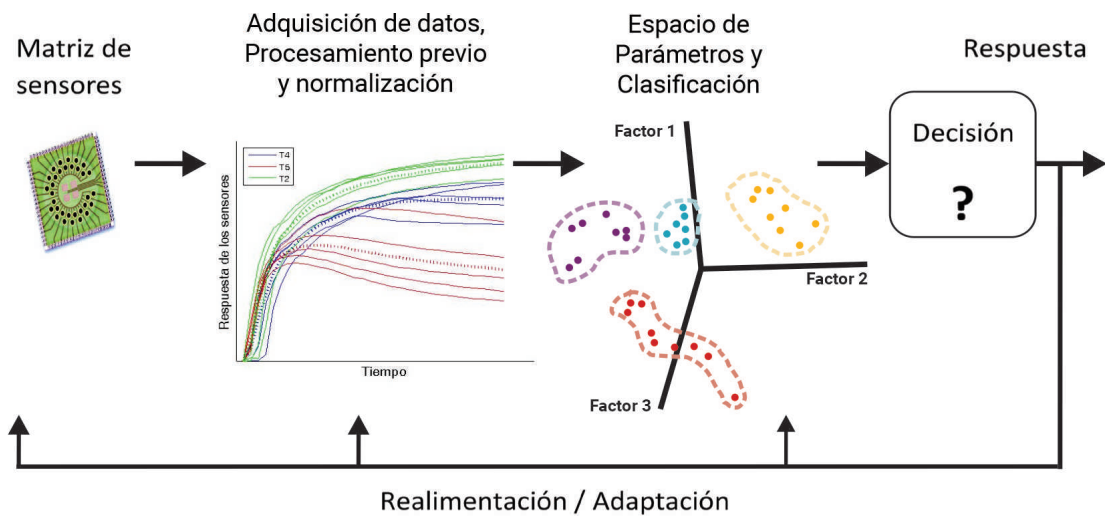 Matriz de
sensores
Adquisición de datos,
Procesamiento previo
y normalización
Espacio de
Parámetros y
Clasificación
Respuesta
T4
T5
T2
Respuesta de los sensores
Tiempo
Factor 1
Factor 2
Factor 3
Decisión
?
Realimentación / Adaptación